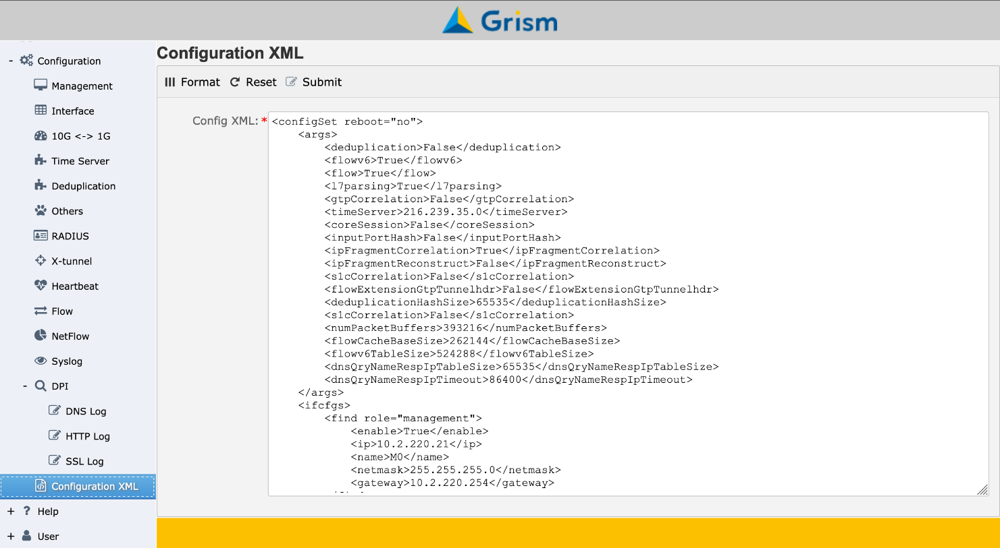 Grism
- Configuration
Management
Interface
10G <-> 1G
Time Server
Deduplication
Others
RADIUS
X-tunnel
Heartbeat
Flow
NetFlow
Syslog
- DPI
DNS Log
HTTP Log
SSL Log
Configuration XML
+ ? Help
+ User
Configuration XML
Format Reset Submit
Config XML: *
<configSet reboot="no">
<args>
<deduplication>False</deduplication>
<flowv6>True</flowv6>
<flow>True</flow>
<l7parsing>True</l7parsing>
<gtpCorrelation>False</gtpCorrelation>
<timeServer>216.239.35.0</timeServer>
<coreSession>False</coreSession>
<inputPortHash>False</inputPortHash>
<ipFragmentCorrelation>True</ipFragmentCorrelation>
<ipFragmentReconstruct>False</ipFragmentReconstruct>
<s1cCorrelation>False</s1cCorrelation>
<flowExtensionGtpTunnelhdr>False</flowExtensionGtpTunnelhdr>
<deduplicationHashSize>65535</deduplicationHashSize>
<s1cCorrelation>False</s1cCorrelation>
<numPacketBuffers>393216</numPacketBuffers>
<flowCacheBaseSize>262144</flowCacheBaseSize>
<flowv6TableSize>524288</flowv6TableSize>
<dnsQryNameRespIpTableSize>65535</dnsQryNameRespIpTableSize>
<dnsQryNameRespIpTimeout>86400</dnsQryNameRespIpTimeout>
</args>
<ifcfgs>
<find role="management">
<enable>True</enable>
<ip>10.2.220.21</ip>
<name>M0</name>
<netmask>255.255.255.0</netmask>
<gateway>10.2.220.254</gateway>